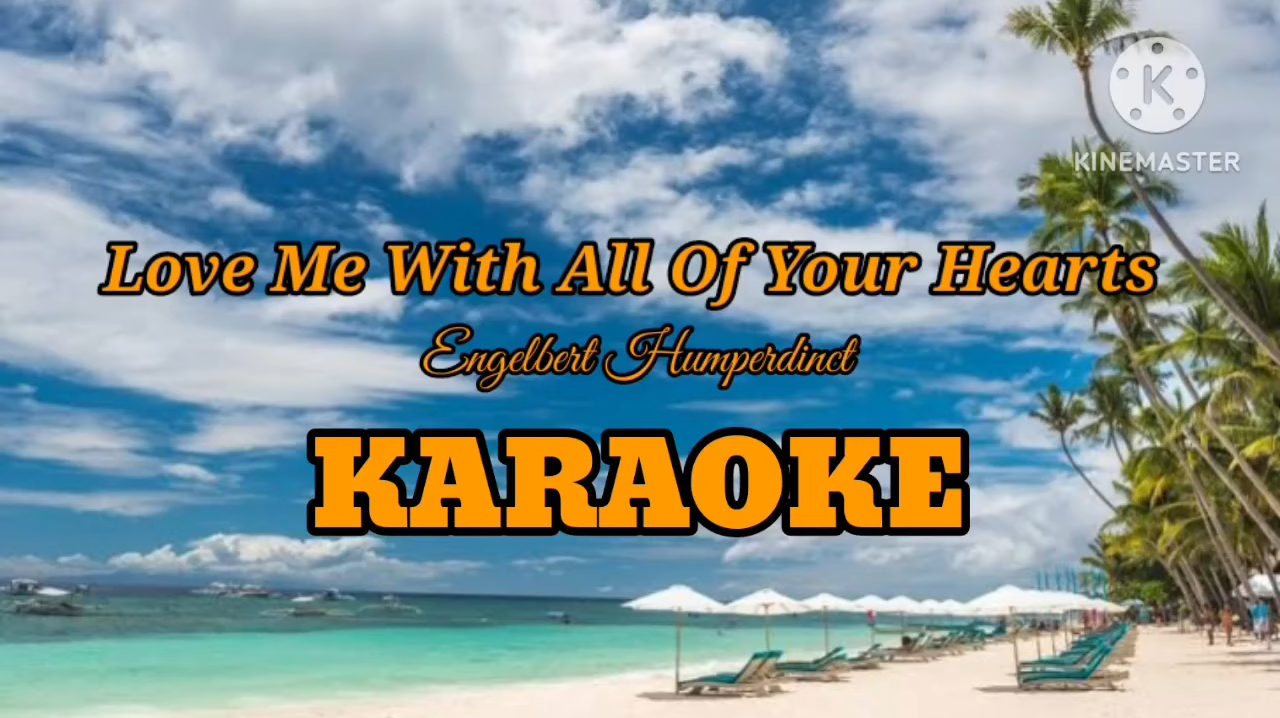 K
KINEMASTER
Love Me With All Of Your Hearts
Engelbert Humperdinct
KARAOKE